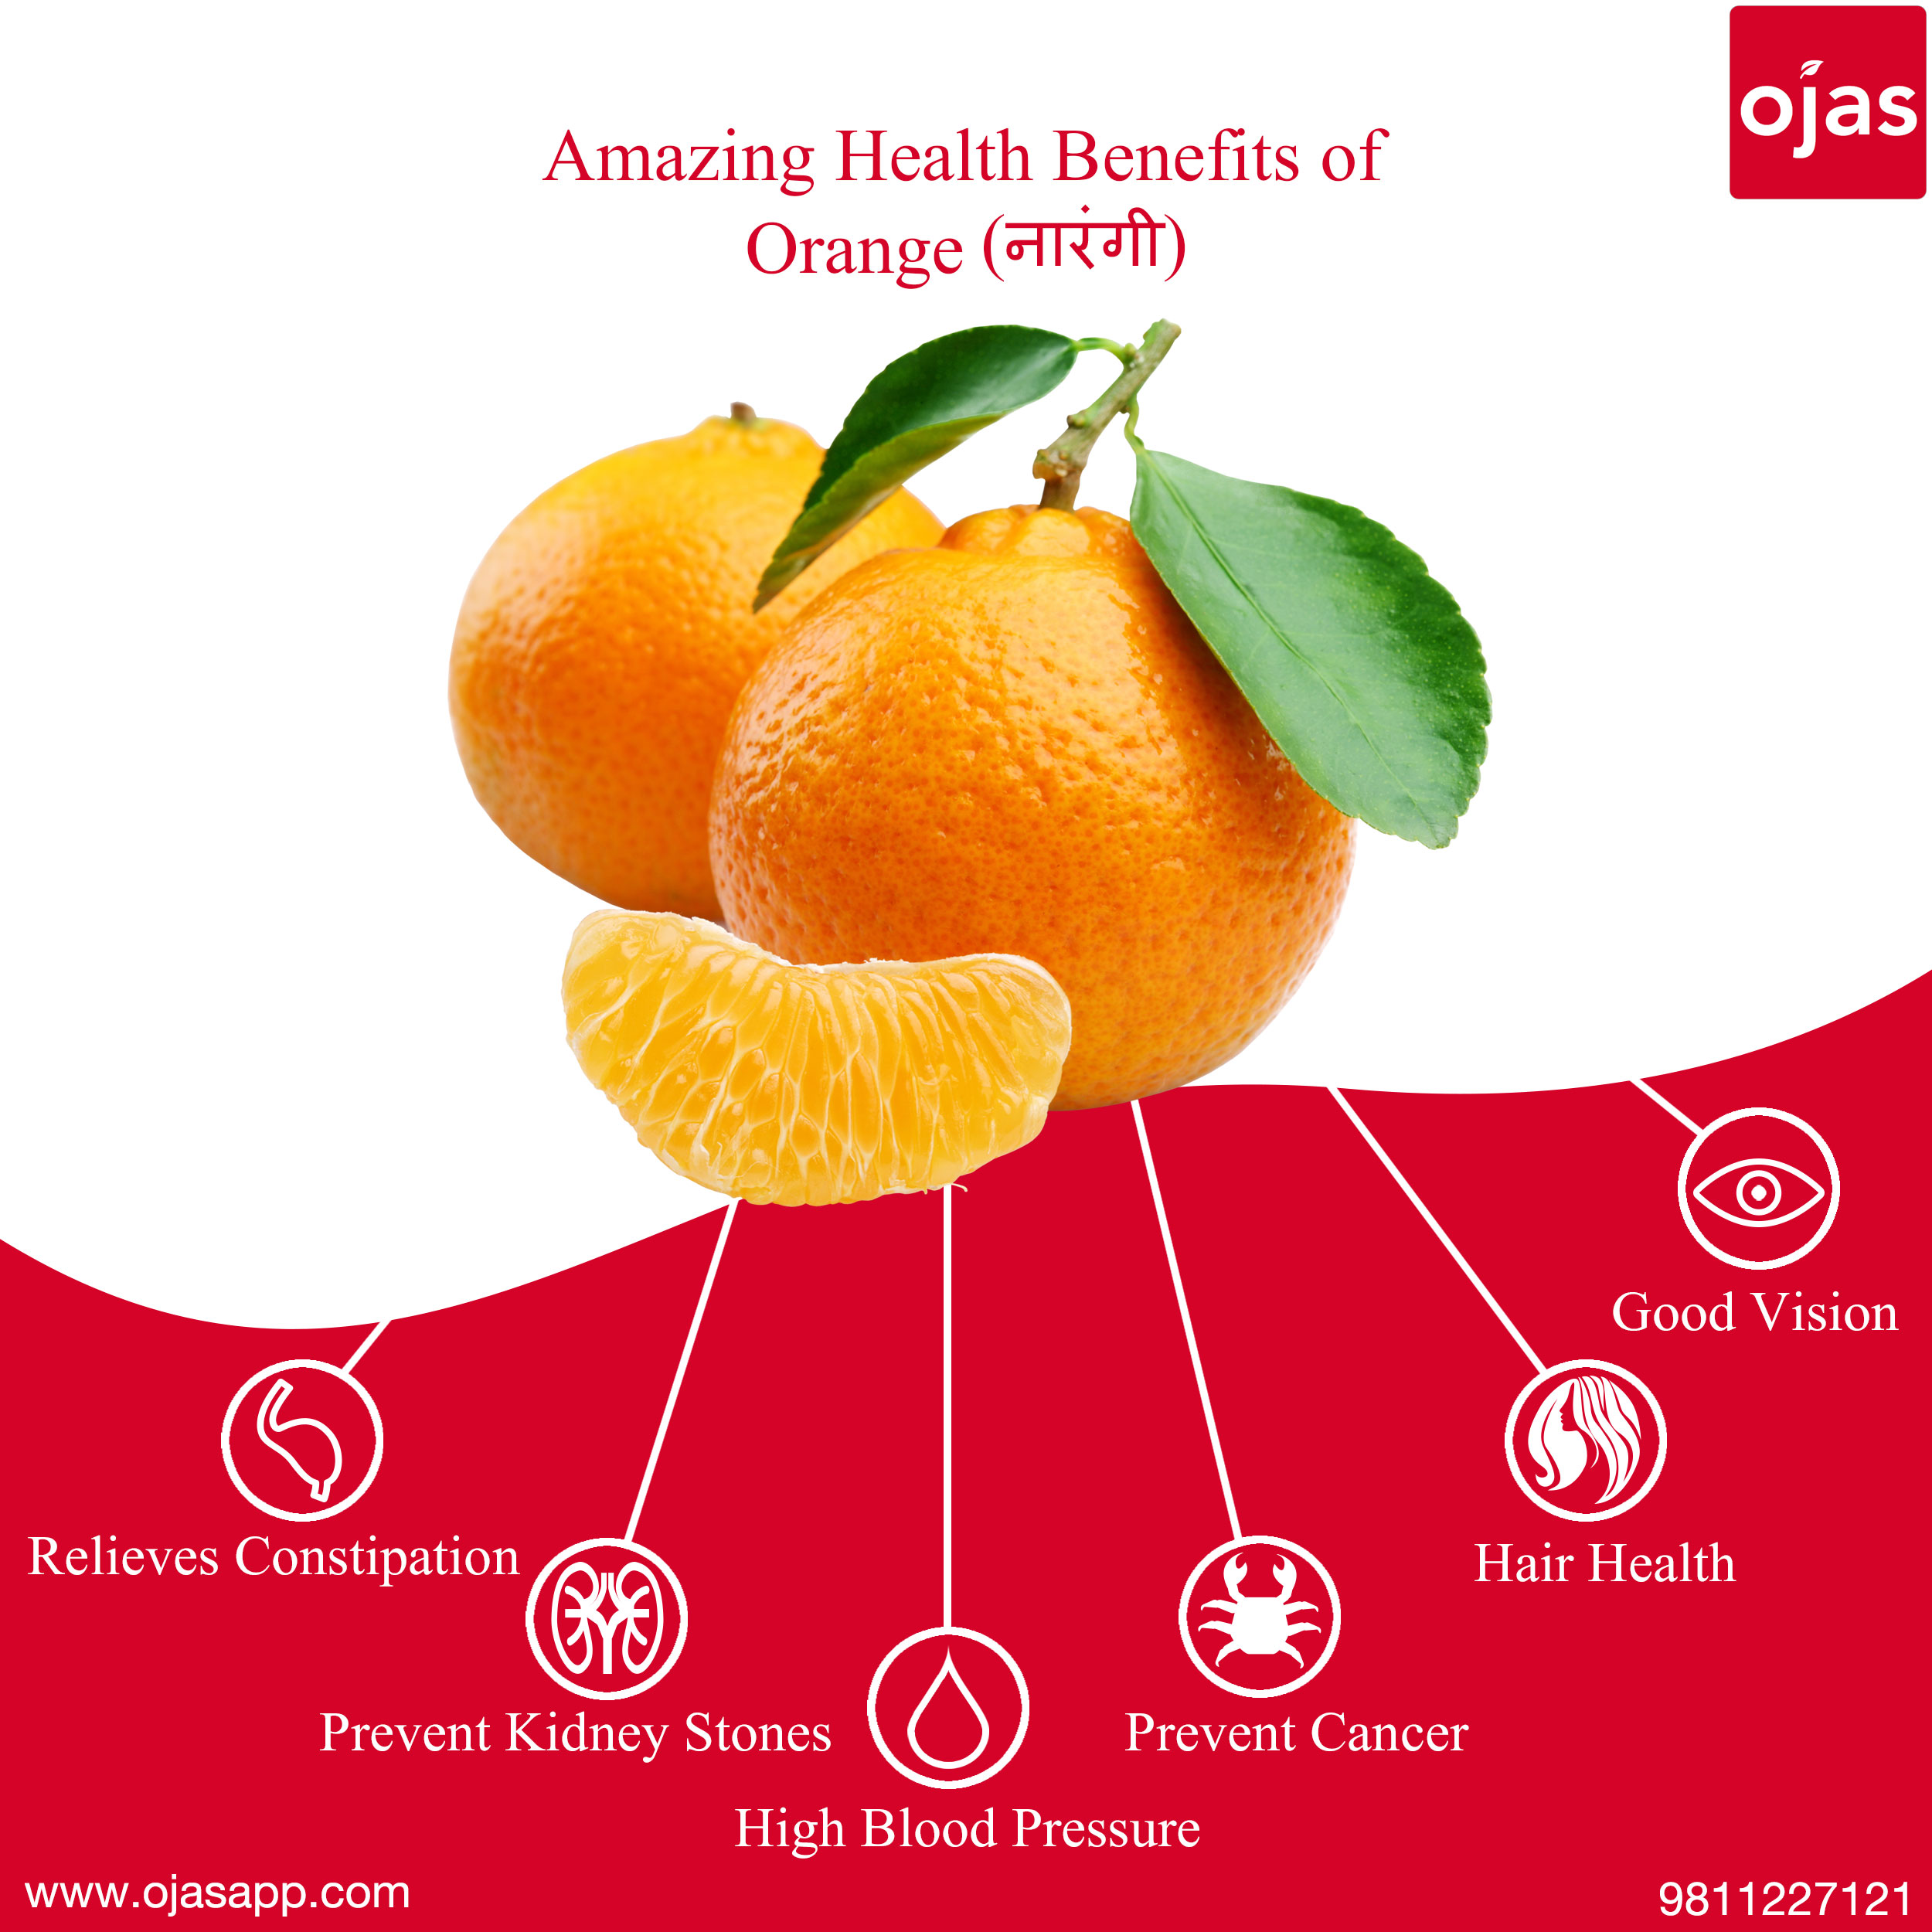 ojas
Amazing Health Benefits of
Orange (नारंगी)
Good Vision
Relieves Constipation
Hair Health
Prevent Kidney Stones
Prevent Cancer
High Blood Pressure
www.ojasapp.com
9811227121